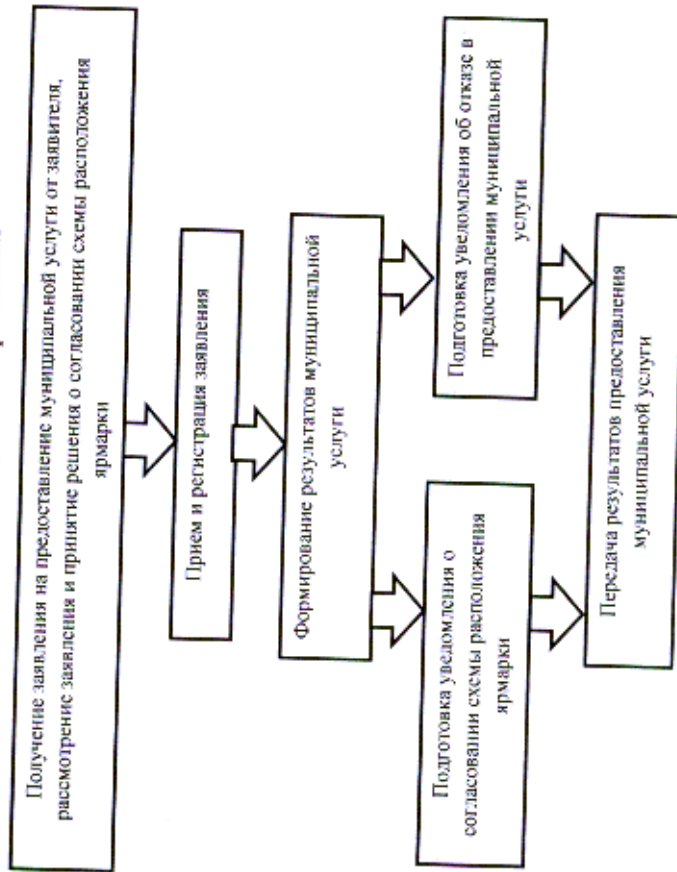 Получение заявления на предоставление муниципальной услуги от заявителя,
рассмотрение заявления и принятие решения о согласовании схемы расположения
ярмарки
Прием и регистрация заявления
Формирование результатов муниципальной
услуги
Подготовка уведомления о
согласовании схемы расположения
ярмарки
Подготовка уведомления об отказе в
предоставлении муниципальной
услуги
Передача результатов предоставления
муниципальной услуги